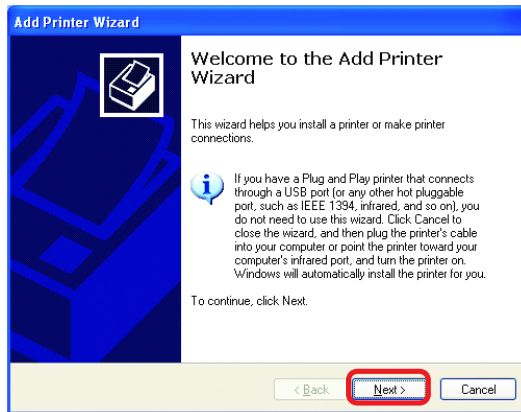 Add Printer Wizard
Welcome to the Add Printer
Wizard
This wizard helps you install a printer or make printer
connections.
If you have a Plug and Play printer that connects
through a USB port (or any other hot pluggable
port, such as IEEE 1394, infrared, and so on), you
do not need to use this wizard. Click Cancel to
close the wizard, and then plug the printer's cable
into your computer or point the printer toward your
computer's infrared port, and turn the printer on.
Windows will automatically install the printer for you.
To continue, click Next.
< Back
Next >
Cancel